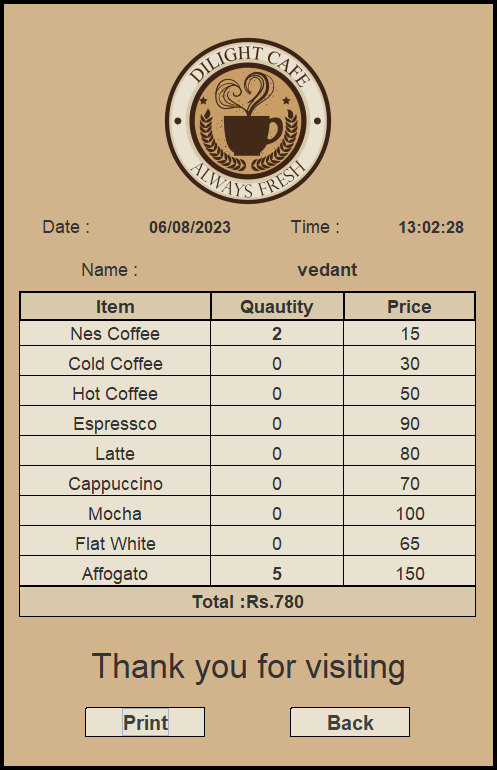 DILIGHT CAFE
ALWAYS FRESH
Date : 06/08/2023 Time : 13:02:28
Name : vedant
Item Quautity Price
Nes Coffee 2 15
Cold Coffee 0 30
Hot Coffee 0 50
Espressco 0 90
Latte 0 80
Cappuccino 0 70
Mocha 0 100
Flat White 0 65
Affogato 5 150
Total :Rs.780
Thank you for visiting
Print Back